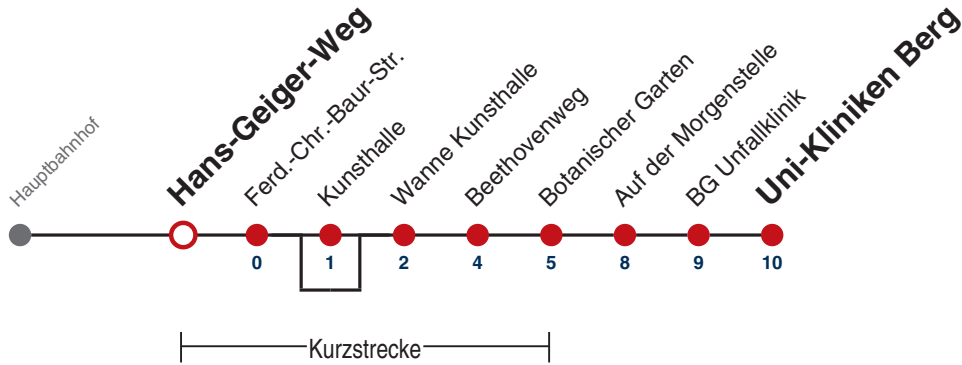 Hauptbahnhof
Hans-Geiger-Weg
Ferd.-Chr.-Baur-Str.
Kunsthalle
Wanne Kunsthalle
Beethovenweg
Botanischer Garten
Auf der Morgenstelle
BG Unfallklinik
Uni-Kliniken Berg
0 1 2 4 5 8 9 10
Kurzstrecke